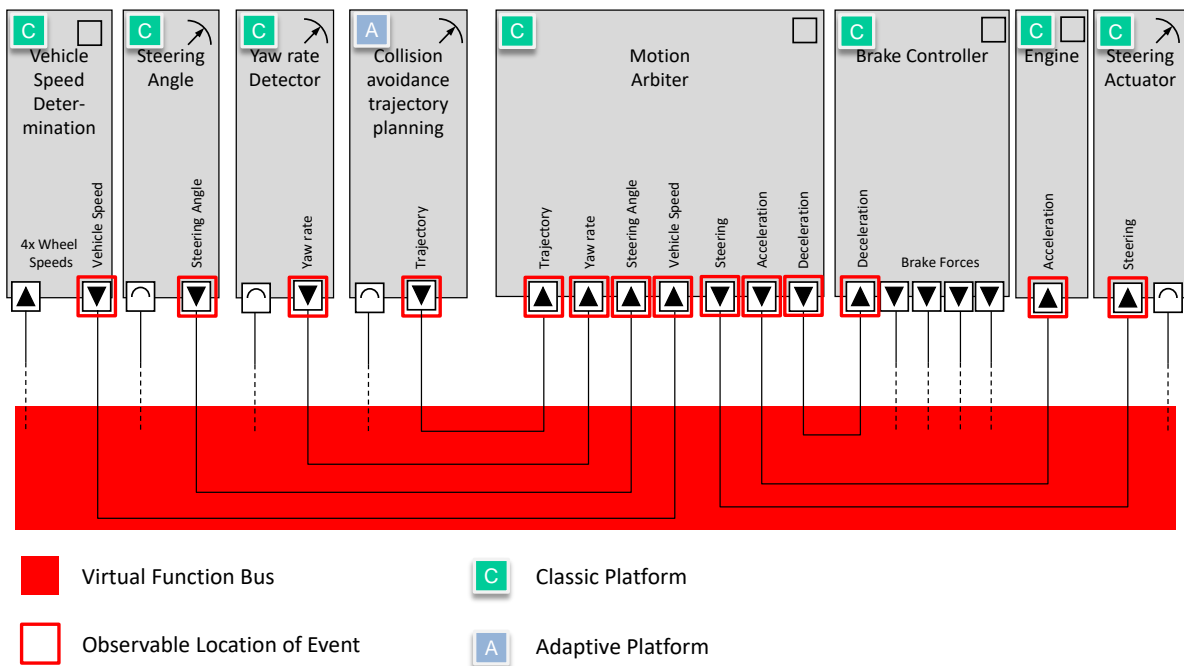 C
Vehicle
Speed
Deter-
mination
4x Wheel
Speeds
Vehicle Speed
C
Steering
Angle
Steering Angle
C
Yaw rate
Detector
Yaw rate
A
Collision
avoidance
trajectory
planning
Trajectory
C
Motion
Arbiter
Trajectory
Yaw rate
Steering Angle
Vehicle Speed
Steering
Acceleration
Deceleration
C
Brake Controller
Deceleration
Brake Forces
C
Engine
Acceleration
C
Steering
Actuator
Steering
Virtual Function Bus
C
Classic Platform
Observable Location of Event
A
Adaptive Platform